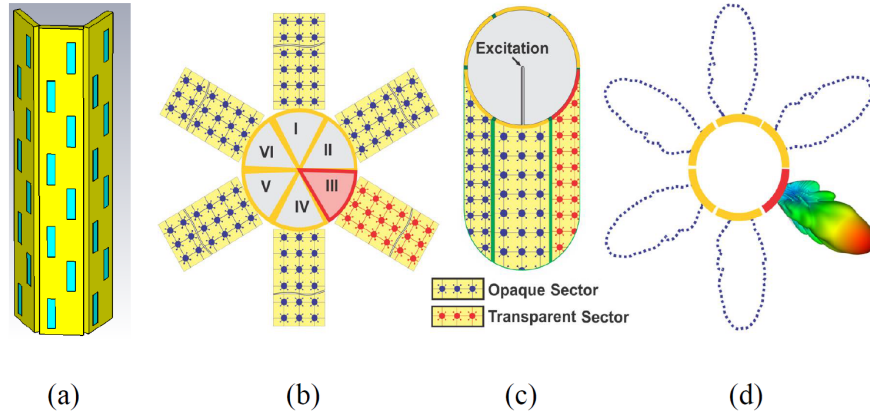 I
II
III
IV
V
VI
Excitation
Opaque Sector
Transparent Sector
(a)
(b)
(c)
(d)